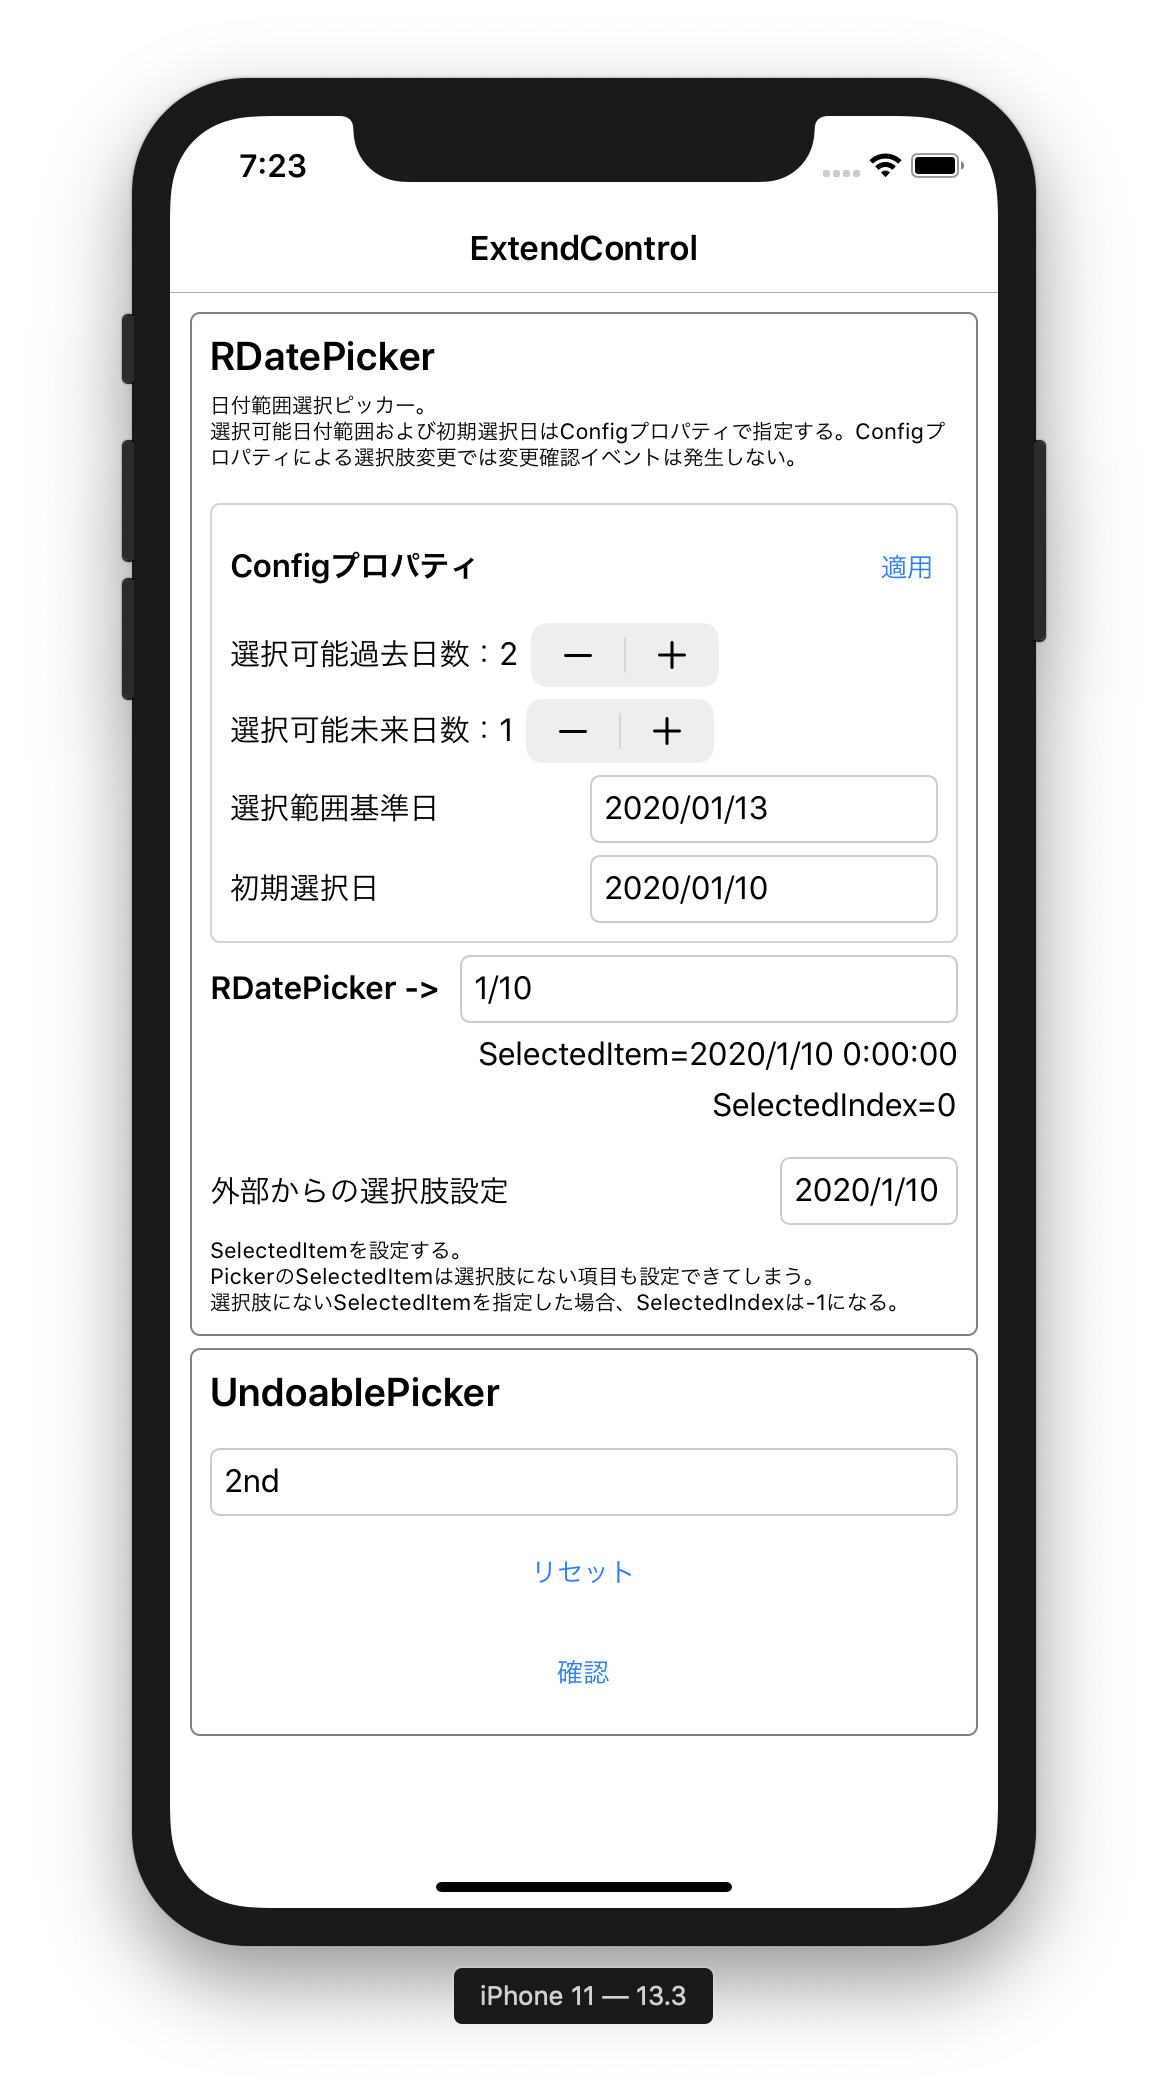 7:23
ExtendControl
RDatePicker
日付範囲選択ピッカー。
選択可能日付範囲および初期選択日はConfigプロパティで指定する。Configプ
ロパティによる選択肢変更では変更確認イベントは発生しない。
Configプロパティ 適用
選択可能過去日数：2
選択可能未来日数：1
選択範囲基準日 2020/01/13
初期選択日 2020/01/10
RDatePicker -> 1/10
SelectedItem=2020/1/10 0:00:00
SelectedIndex=0
外部からの選択肢設定 2020/1/10
SelectedItemを設定する。
PickerのSelectedItemは選択肢にない項目も設定できてしまう。
選択肢にないSelectedItemを指定した場合、SelectedIndexは-1になる。
UndoablePicker
2nd
リセット
確認
iPhone 11 — 13.3